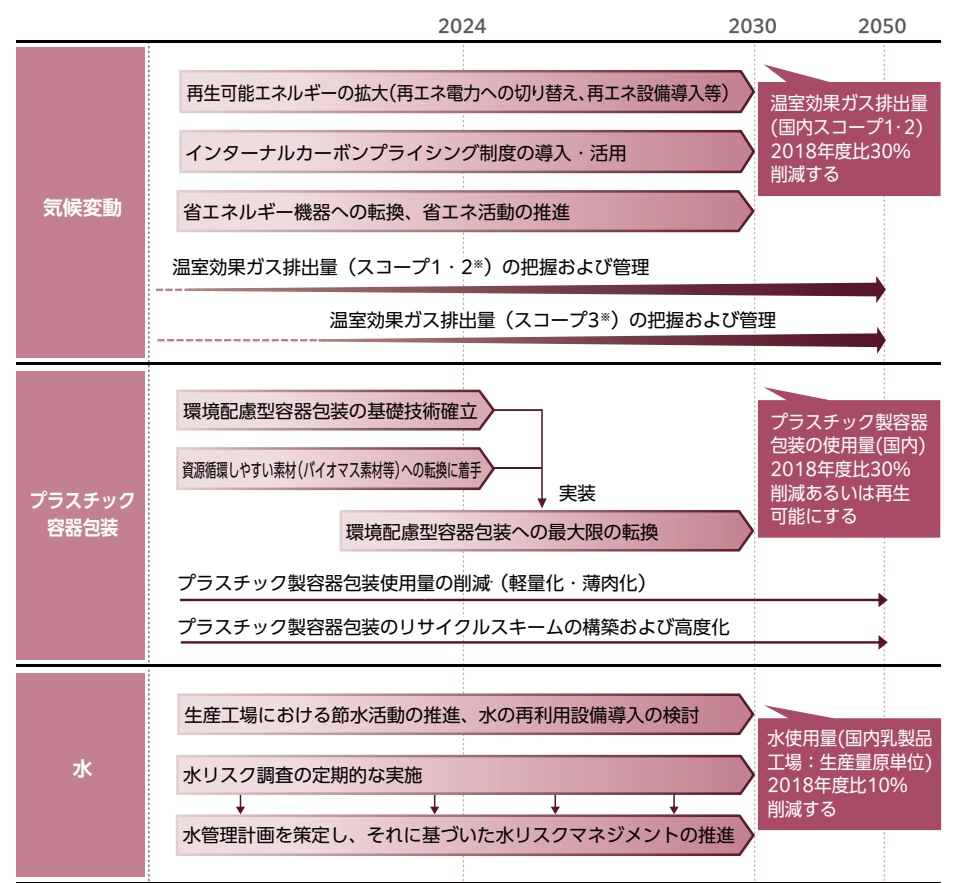 2024
2030
2050
気候変動
再生可能エネルギーの拡大(再エネ電力への切り替え、再エネ設備導入等)
インターナルカーボンプライシング制度の導入・活用
省エネルギー機器への転換、省エネ活動の推進
温室効果ガス排出量（スコープ1・2※）の把握および管理
温室効果ガス排出量（スコープ3※）の把握および管理
温室効果ガス排出量
(国内スコープ1・2)
2018年度比30%
削減する
プラスチック
容器包装
環境配慮型容器包装の基礎技術確立
資源循環しやすい素材(バイオマス素材等)への転換に着手
実装
環境配慮型容器包装への最大限の転換
プラスチック製容器包装使用量の削減（軽量化・薄肉化）
プラスチック製容器包装のリサイクルスキームの構築および高度化
プラスチック製容器
包装の使用量(国内)
2018年度比30%
削減あるいは再生
可能にする
水
生産工場における節水活動の推進、水の再利用設備導入の検討
水リスク調査の定期的な実施
水管理計画を策定し、それに基づいた水リスクマネジメントの推進
水使用量(国内乳製品
工場：生産量原単位)
2018年度比10%
削減する